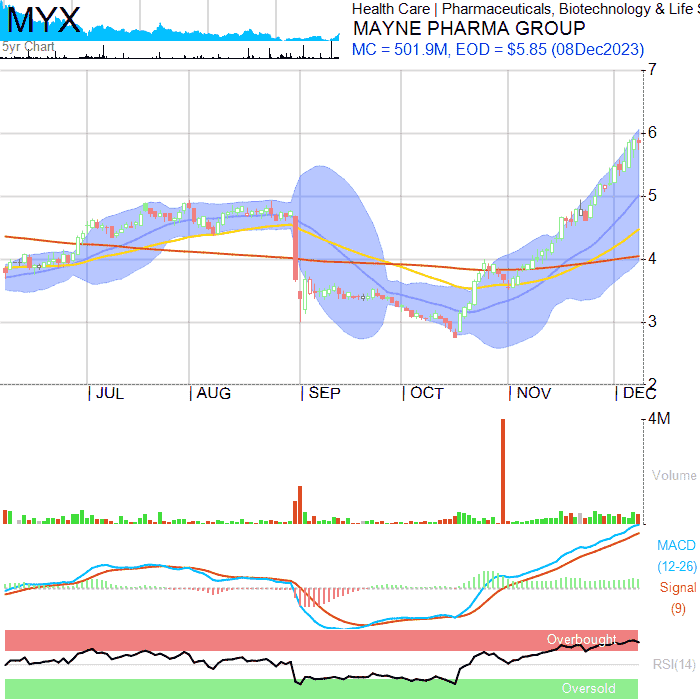 MYX
5yr Chart
Health Care | Pharmaceuticals, Biotechnology & Life S
MAYNE PHARMA GROUP
MC = 501.9M, EOD = $5.85 (08Dec2023)
7
6
5
4
3
2
| JUL | AUG | SEP | OCT | NOV | DEC
4M
Volume
MACD
(12-26)
Signal
(9)
Overbought
RSI(14)
Oversold